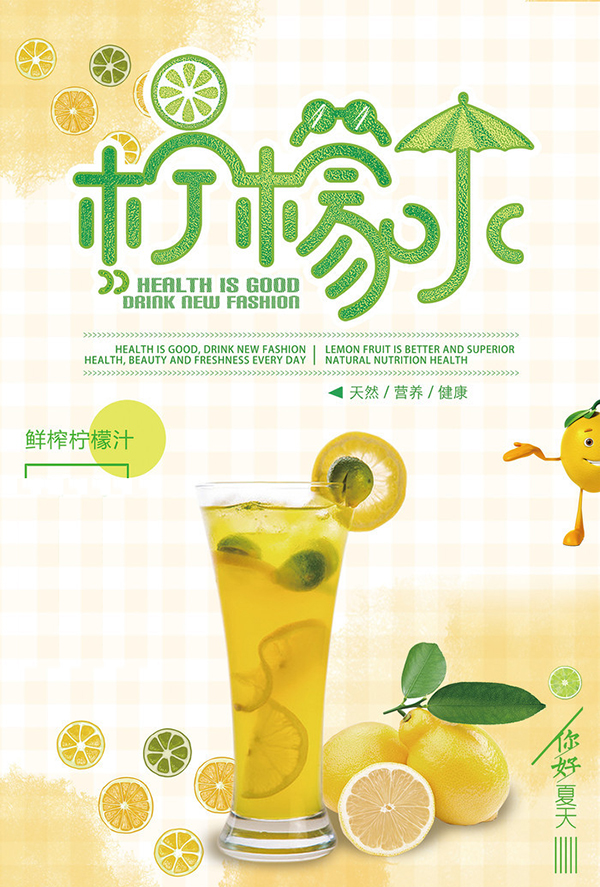 柠檬水
HEALTH IS GOOD
DRINK NEW FASHION
HEALTH IS GOOD, DRINK NEW FASHION
HEALTH, BEAUTY AND FRESHNESS EVERY DAY
LEMON FRUIT IS BETTER AND SUPERIOR
NATURAL NUTRITION HEALTH
天然 / 营养 / 健康
鲜榨柠檬汁
你好
夏天